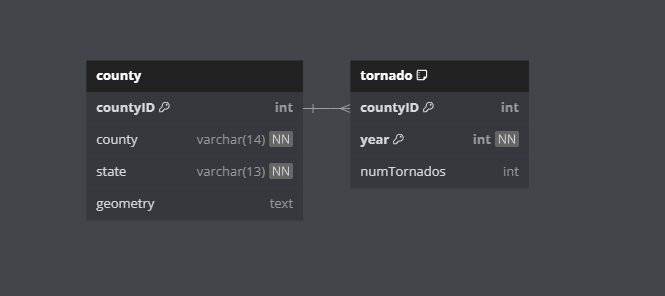 county
countyID int
county varchar(14) NN
state varchar(13) NN
geometry text
tornado
countyID int
year int NN
numTornados int